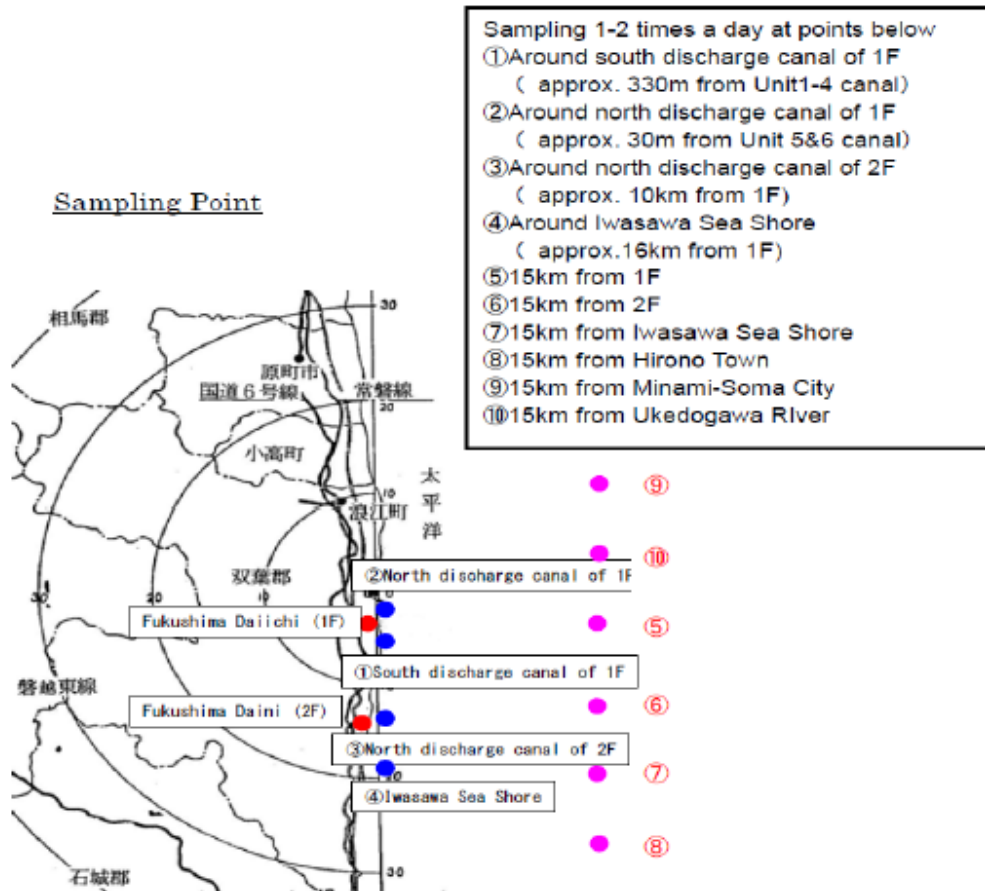 Sampling 1-2 times a day at points below
①Around south discharge canal of 1F
( approx. 330m from Unit1-4 canal)
②Around north discharge canal of 1F
( approx. 30m from Unit 5&6 canal)
③Around north discharge canal of 2F
( approx. 10km from 1F)
④Around Iwasawa Sea Shore
( approx.16km from 1F)
⑤15km from 1F
⑥15km from 2F
⑦15km from Iwasawa Sea Shore
⑧15km from Hirono Town
⑨15km from Minami-Soma City
⑩15km from Ukedogawa RIver
Sampling Point
相馬郡
30
原町市
国道6号線
常磐線
20
小高町
太平洋
10
浪江町
⑨
⑩
②North discharge canal of 1F
双葉郡
30
20
10
0
Fukushima Daiichi (1F)
⑤
①South discharge canal of 1F
磐越東線
Fukushima Daini (2F)
⑥
③North discharge canal of 2F
⑦
④Iwasawa Sea Shore
⑧
石城郡
30